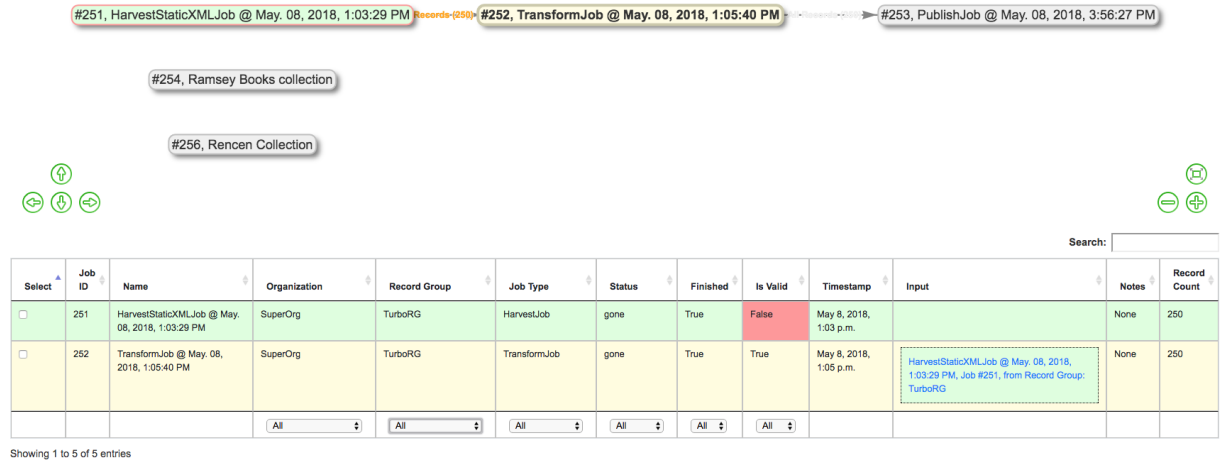 #251, HarvestStaticXMLJob @ May. 08, 2018, 1:03:29 PM Records (250) #252, TransformJob @ May. 08, 2018, 1:05:40 PM #253, PublishJob @ May. 08, 2018, 3:56:27 PM
#254, Ramsey Books collection
#256, Rencen Collection
Search:
Select Job ID Name Organization Record Group Job Type Status Finished Is Valid Timestamp Input Notes Record Count
251 HarvestStaticXMLJob @ May. SuperOrg TurboRG HarvestJob gone True False May 8, 2018, None 250
08, 2018, 1:03:29 PM 1:03 p.m.
252 TransformJob @ May. 08, SuperOrg TurboRG TransformJob gone True True May 8, 2018, HarvestStaticXMLJob @ May. 08, 2018, None 250
2018, 1:05:40 PM 1:05 p.m. 1:03:29 PM, Job #251, from Record Group:
TurboRG
All All All All All All
Showing 1 to 5 of 5 entries